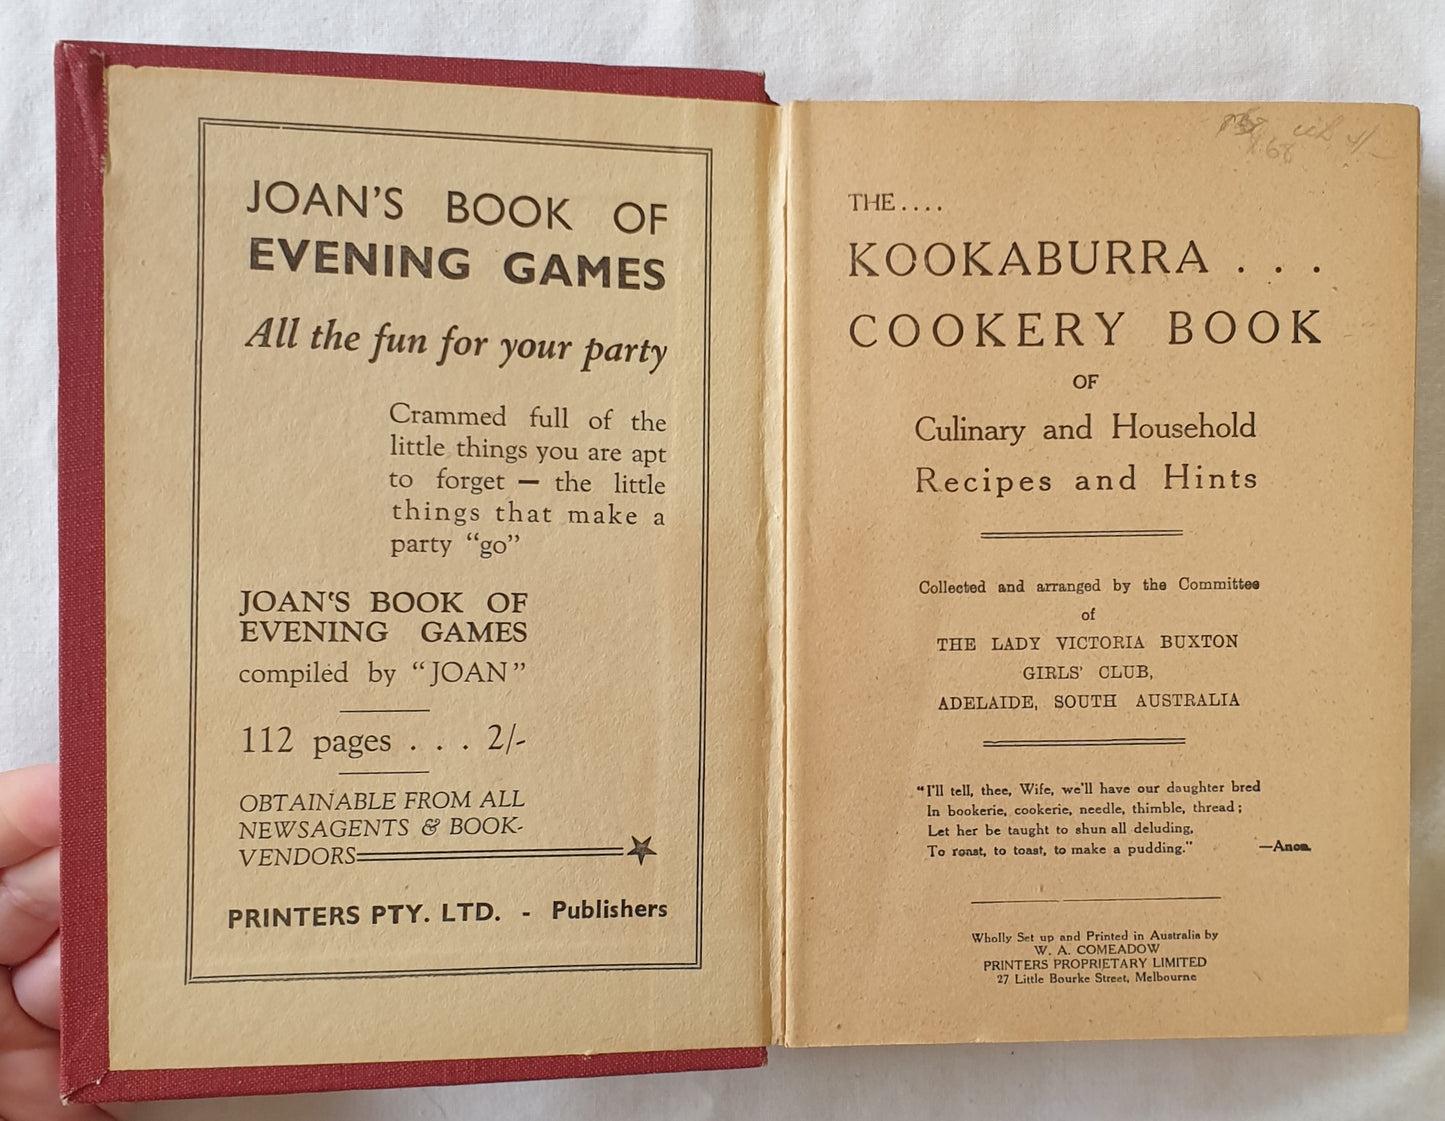 JOAN'S BOOK OF
EVENING GAMES
All the fun for your party
Crammed full of the
little things you are apt
to forget — the little
things that make a
party “go”
JOAN'S BOOK OF
EVENING GAMES
compiled by “JOAN”
112 pages . . . 2/-
OBTAINABLE FROM ALL
NEWSAGENTS & BOOK-
VENDORS
PRINTERS PTY. LTD. - Publishers
THE....
KOOKABURRA . . .
COOKERY BOOK
OF
Culinary and Household
Recipes and Hints
Collected and arranged by the Committee
of
THE LADY VICTORIA BUXTON
GIRLS' CLUB,
ADELAIDE, SOUTH AUSTRALIA
“I'll tell, thee, Wife, we'll have our daughter bred
In bookerie, cookerie, needle, thimble, thread;
Let her be taught to shun all deluding,
To roast, to toast, to make a pudding.” —Anon.
Wholly Set up and Printed in Australia by
W. A. COMEADOW
PRINTERS PROPRIETARY LIMITED
27 Little Bourke Street, Melbourne